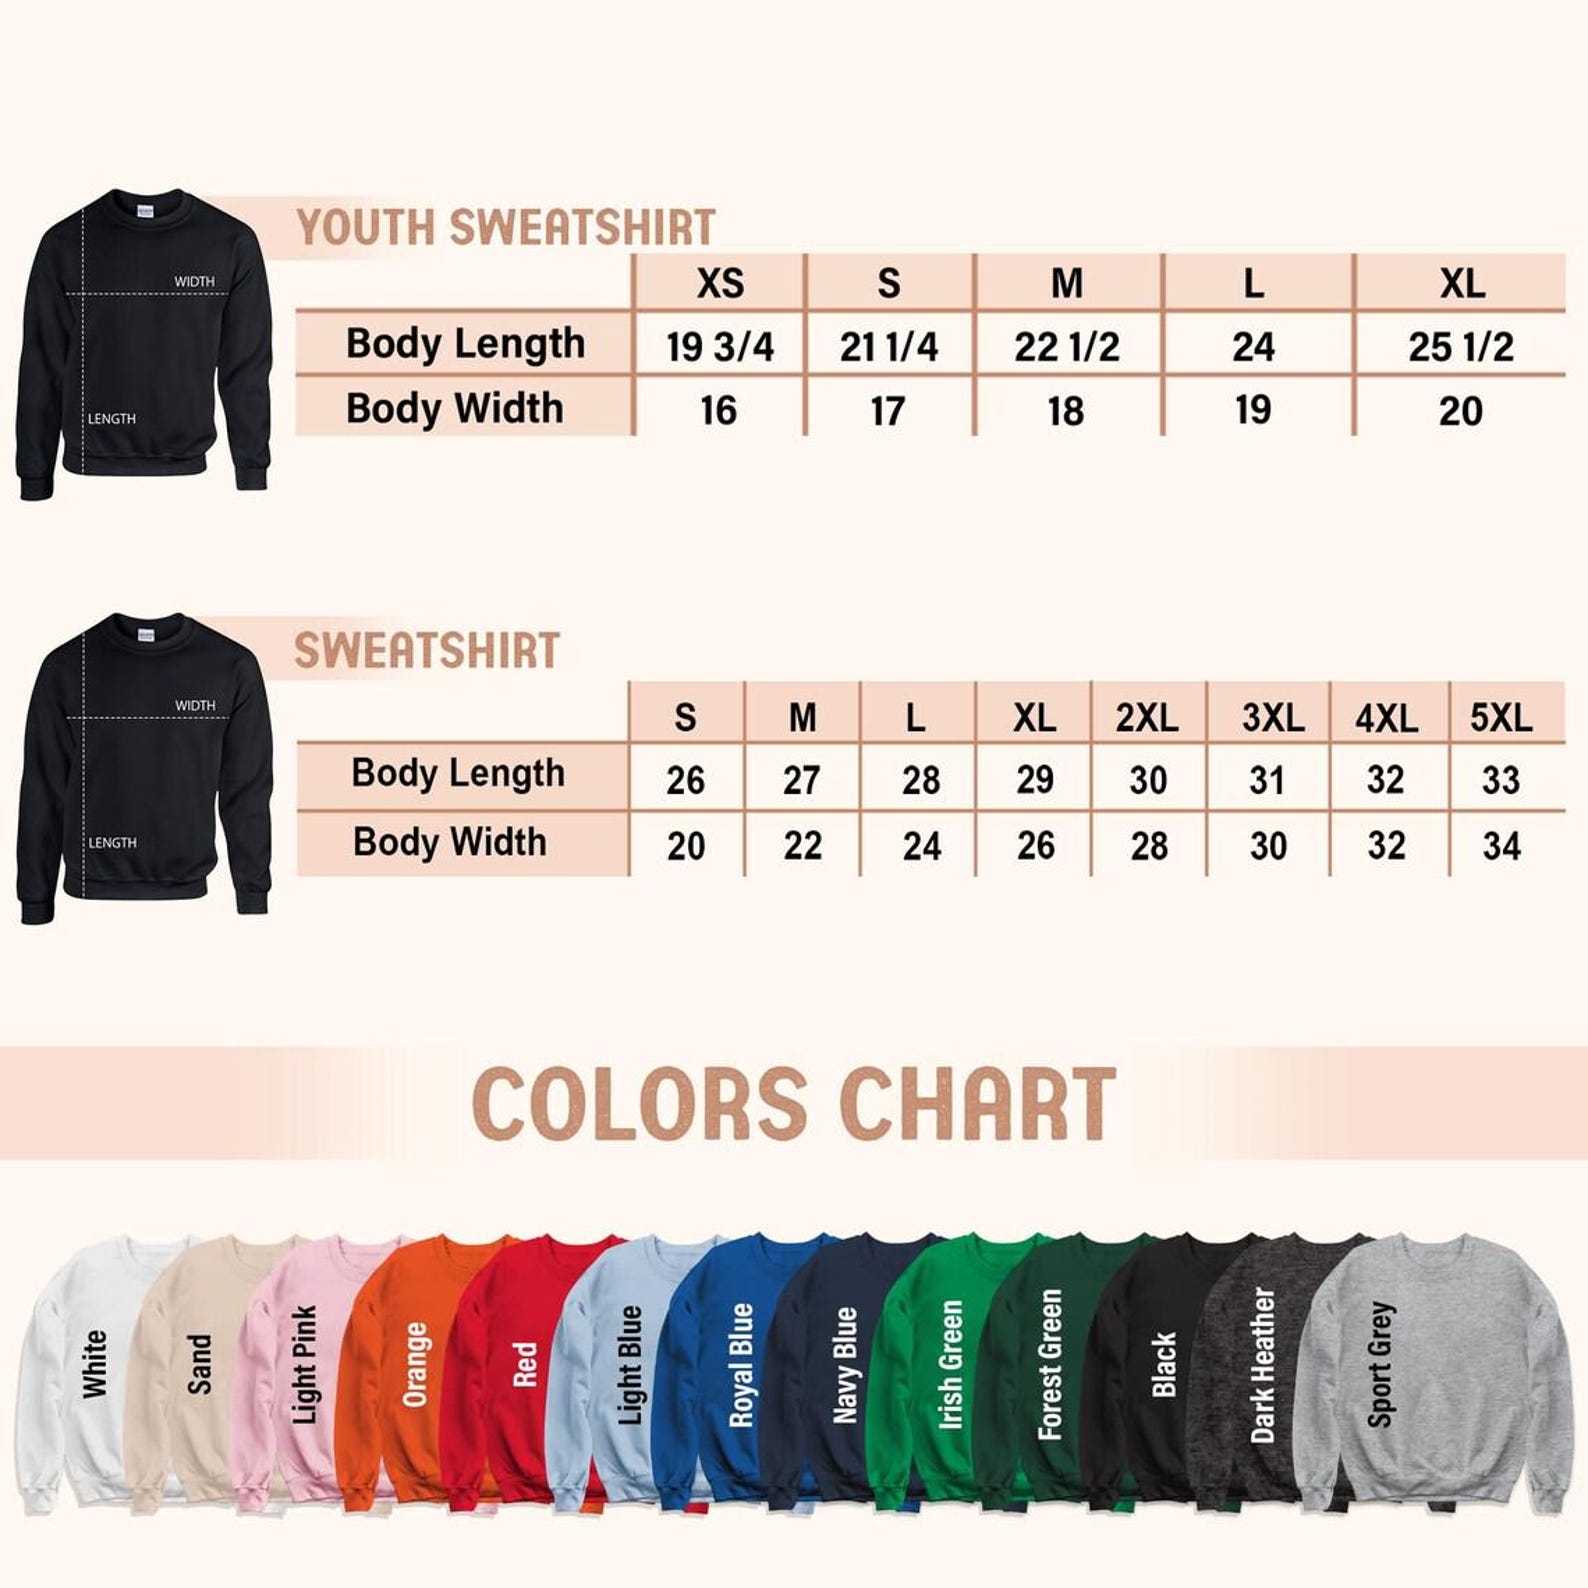 YOUTH SWEATSHIRT
WIDTH
LENGTH
XS S M L XL
Body Length 19 3/4 21 1/4 22 1/2 24 25 1/2
Body Width 16 17 18 19 20
SWEATSHIRT
WIDTH
LENGTH
S M L XL 2XL 3XL 4XL 5XL
Body Length 26 27 28 29 30 31 32 33
Body Width 20 22 24 26 28 30 32 34
COLORS CHART
White
Sand
Light Pink
Orange
Red
Light Blue
Royal Blue
Navy Blue
Irish Green
Forest Green
Black
Dark Heather
Sport Grey